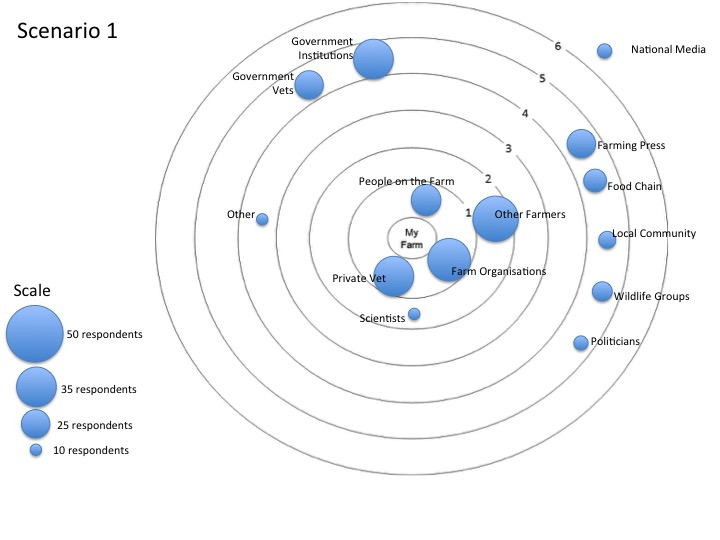 Scenario 1
Government
Institutions
6
National Media
5
Government
Vets
4
3
Farming Press
2
People on the Farm
Food Chain
1
Other
Other Farmers
My
Farm
Local Community
Farm Organisations
Private Vet
Scale
Wildlife Groups
Scientists
50 respondents
Politicians
35 respondents
25 respondents
10 respondents